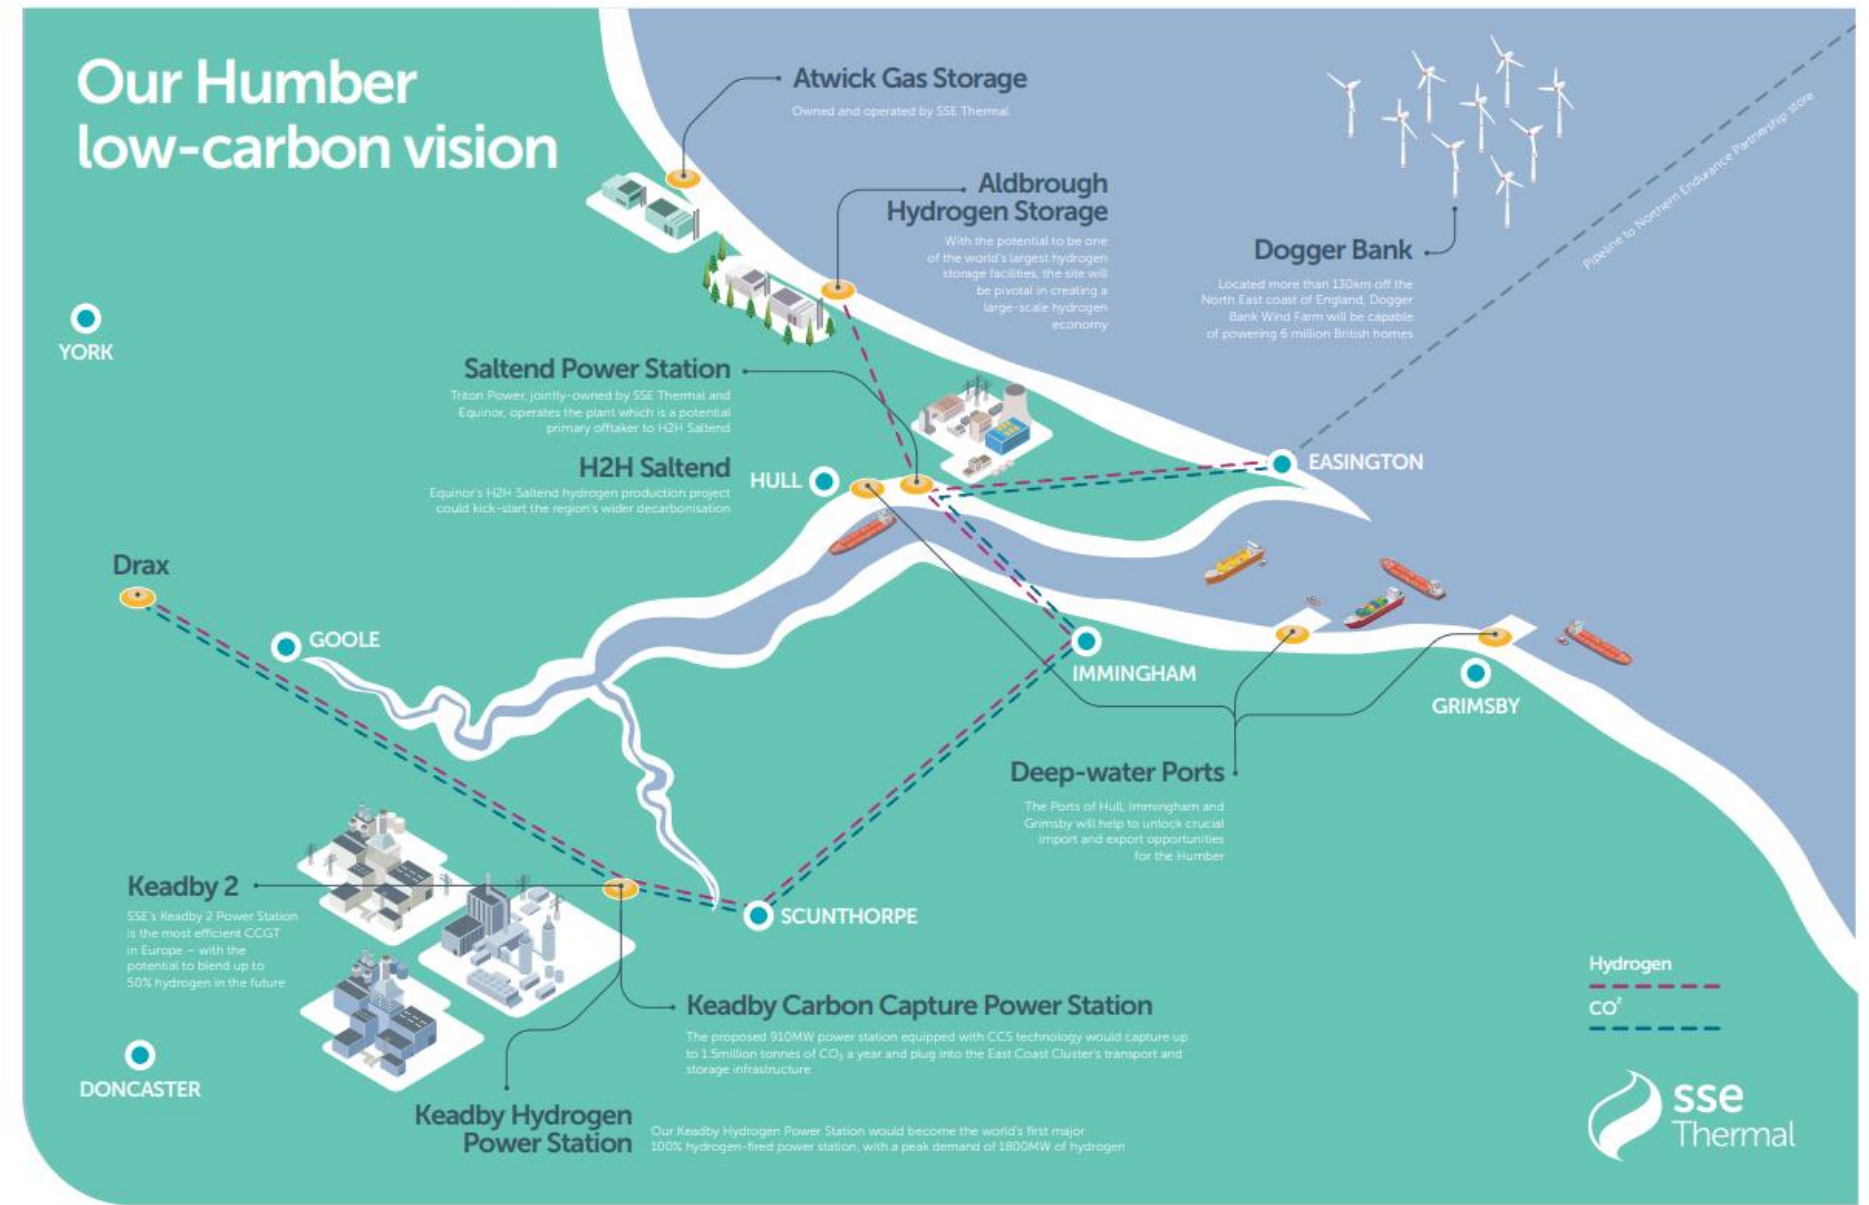 Our Humber
low-carbon vision
Atwick Gas Storage
Owned and operated by SSE Thermal
Aldbrough
Hydrogen Storage
With the potential to be one
of the world's largest hydrogen
storage facilities, the site will
be pivotal in creating a
large-scale hydrogen
economy
Dogger Bank
Located more than 130km off the
North East coast of England, Dogger
Bank Wind Farm will be capable
of powering 6 million British homes
Pipeline to Northern Endurance Partnership store
YORK
Saltend Power Station
Triton Power, jointly-owned by SSE Thermal and
Equinor, operates the plant which is a potential
primary offtaker to H2H Saltend
H2H Saltend
Equinor's H2H Saltend hydrogen production project
could kick-start the region's wider decarbonisation
HULL
EASINGTON
Drax
GOOLE
IMMINGHAM
GRIMSBY
Deep-water Ports
The Ports of Hull, Immingham and
Grimsby will help to unlock crucial
import and export opportunities
for the Humber
Keadby 2
SSE's Keadby 2 Power Station
is the most efficient CCGT
in Europe – with the
potential to blend up to
50% hydrogen in the future
SCUNTHORPE
Keadby Carbon Capture Power Station
The proposed 910MW power station equipped with CCS technology would capture up
to 1.5million tonnes of CO₂ a year and plug into the East Coast Cluster's transport and
storage infrastructure
DONCASTER
Keadby Hydrogen
Power Station
Our Keadby Hydrogen Power Station would become the world's first major
100% hydrogen-fired power station, with a peak demand of 1800MW of hydrogen
Hydrogen
CO²
sse
Thermal